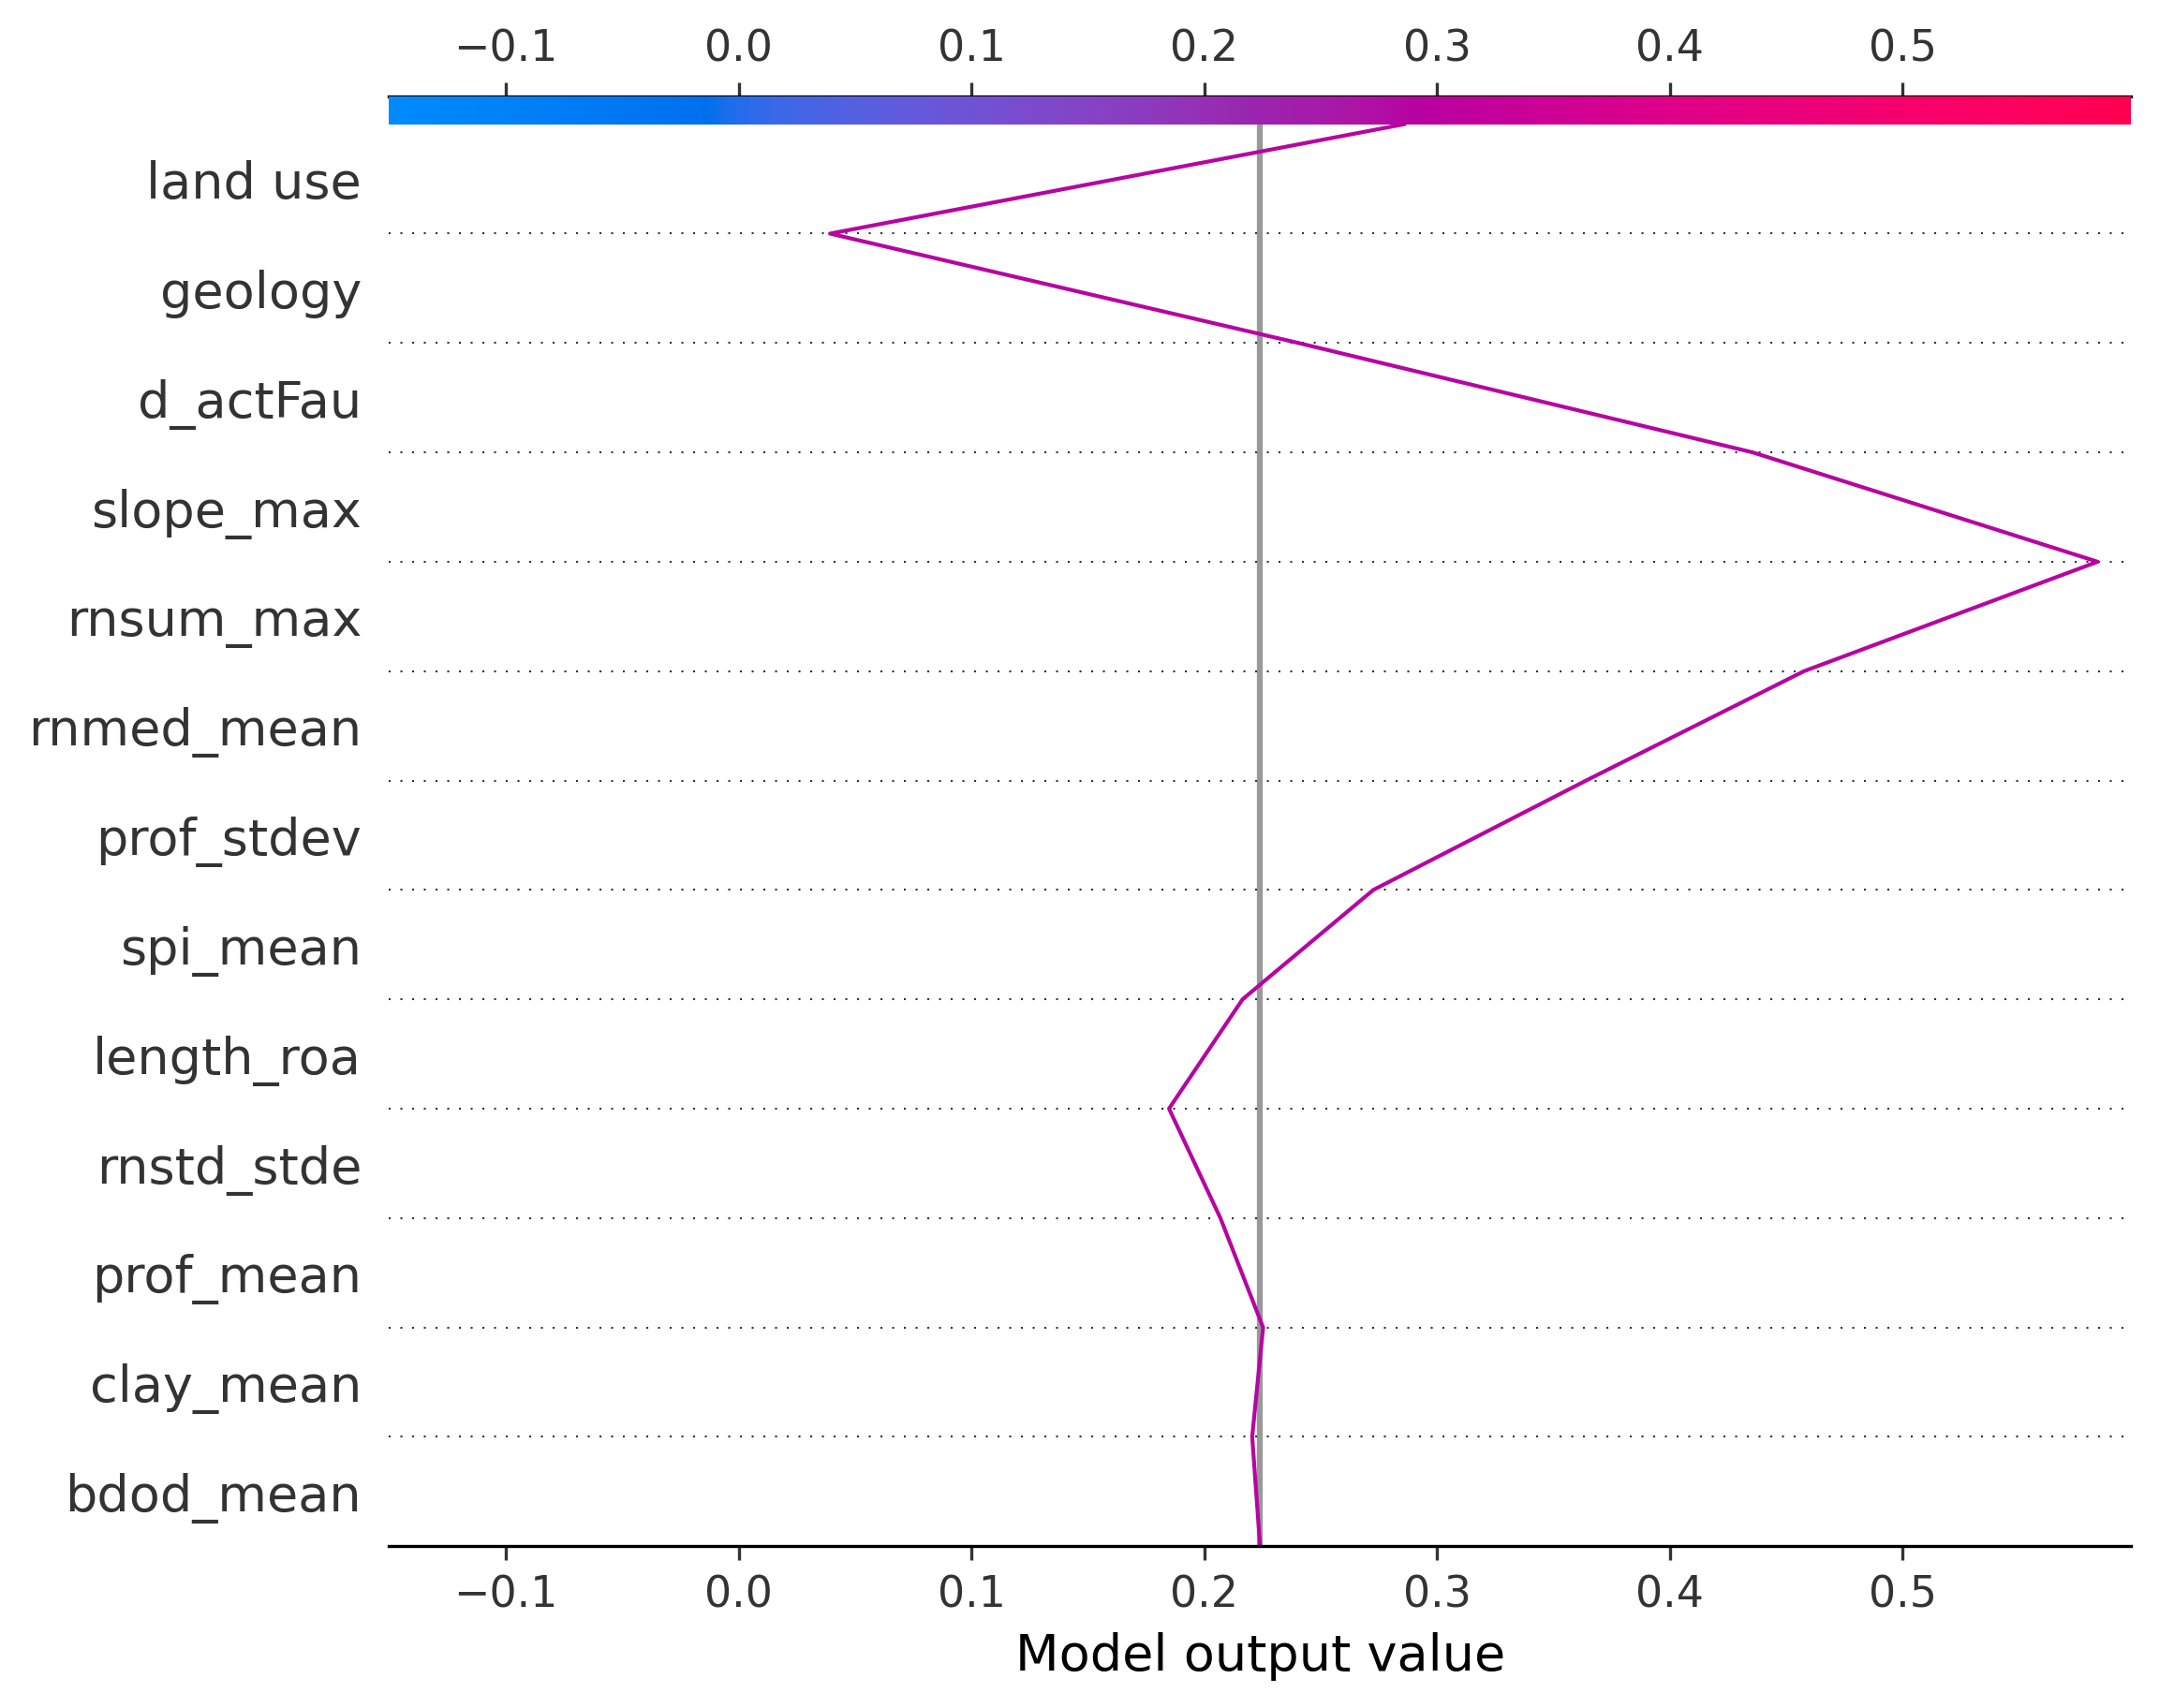 −0.1 0.0 0.1 0.2 0.3 0.4 0.5
land use
geology
d_actFau
slope_max
rnsum_max
rnmed_mean
prof_stdev
spi_mean
length_roa
rnstd_stde
prof_mean
clay_mean
bdod_mean
−0.1 0.0 0.1 0.2 0.3 0.4 0.5
Model output value